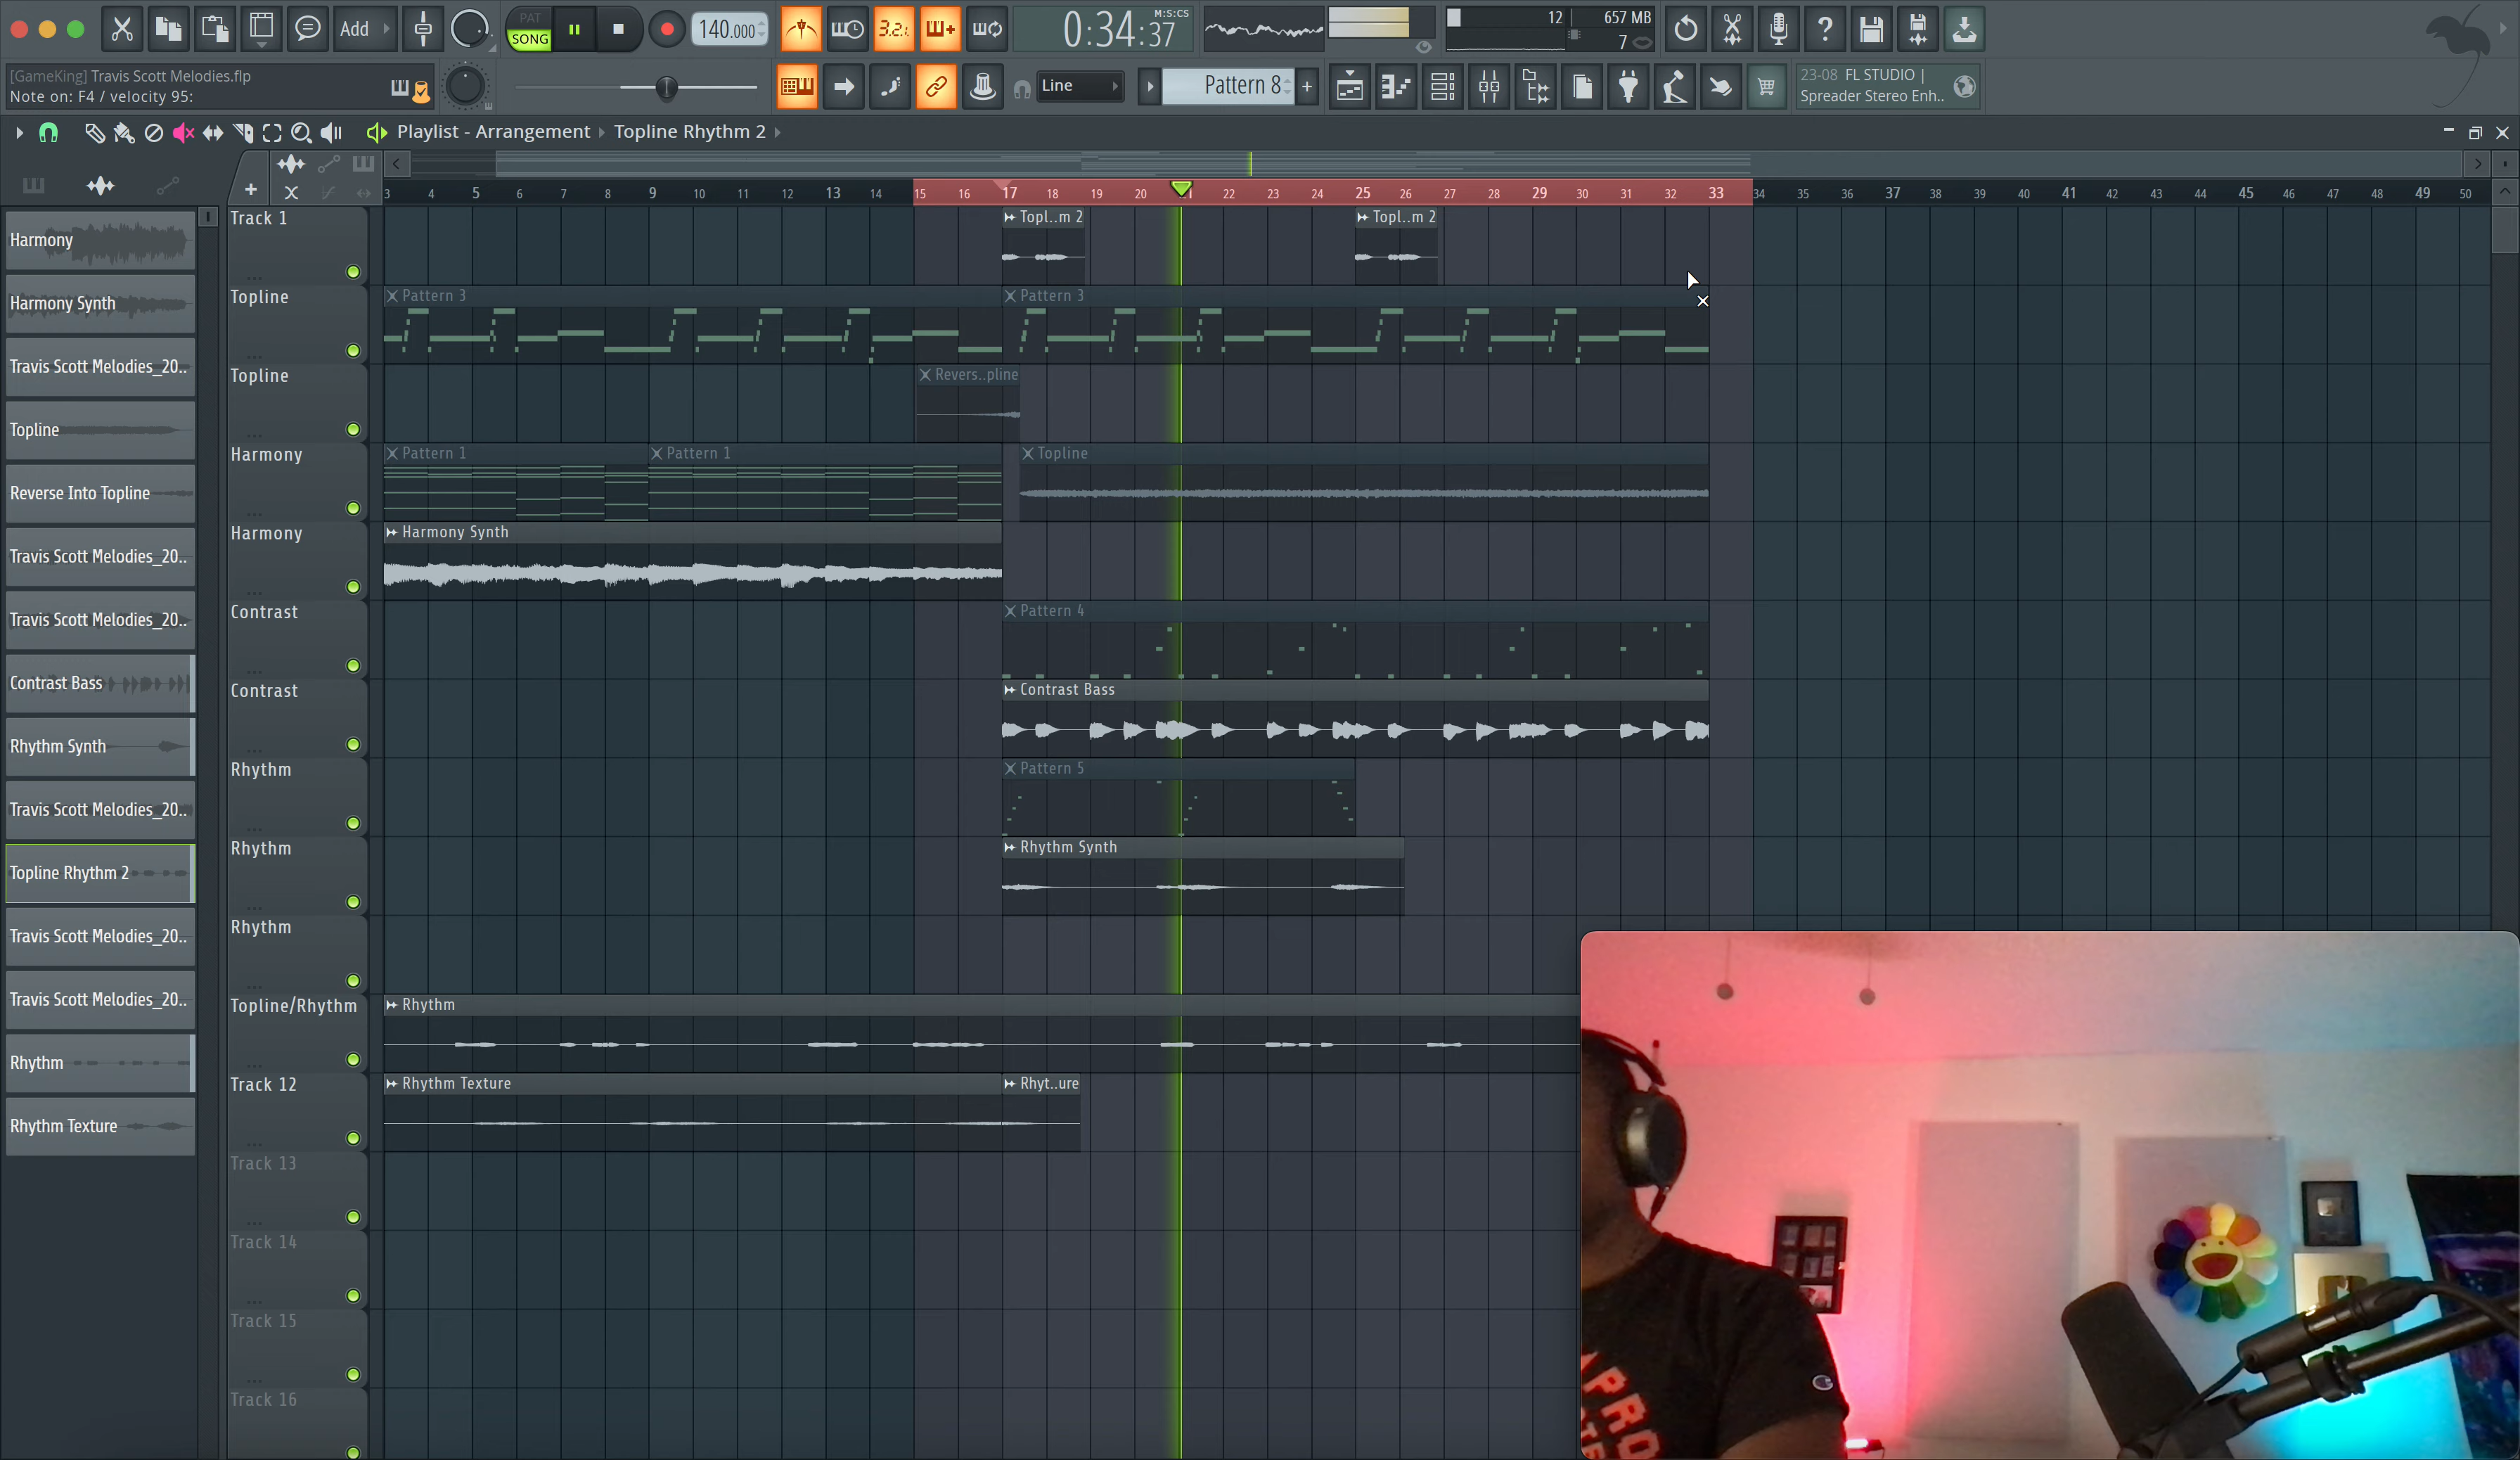 Add
PAT
SONG
140.000
3.2.1.
M:S:CS
0:34:37
12
657 MB
7
?
[GameKing] Travis Scott Melodies.flp
Note on: F4 / velocity 95:
Line
Pattern 8
+
23-08 FL STUDIO |
Spreader Stereo Enh..
Playlist - Arrangement
Topline Rhythm 2
3 4 5 6 7 8 9 10 11 12 13 14 15 16 17 18 19 20 21 22 23 24 25 26 27 28 29 30 31 32 33 34 35 36 37 38 39 40 41 42 43 44 45 46 47 48 49 50
Harmony
Harmony Synth
Travis Scott Melodies_20..
Topline
Reverse Into Topline
Travis Scott Melodies_20..
Travis Scott Melodies_20..
Contrast Bass
Rhythm Synth
Travis Scott Melodies_20..
Topline Rhythm 2
Travis Scott Melodies_20..
Travis Scott Melodies_20..
Rhythm
Rhythm Texture
Track 1
Topl..m 2
Topl..m 2
Topline
Pattern 3
Pattern 3
Topline
Revers..pline
Harmony
Pattern 1
Pattern 1
Topline
Harmony
Harmony Synth
Contrast
Pattern 4
Contrast
Contrast Bass
Rhythm
Pattern 5
Rhythm
Rhythm Synth
Rhythm
Topline/Rhythm
Rhythm
Track 12
Rhythm Texture
Rhyt..ure
Track 13
Track 14
Track 15
Track 16